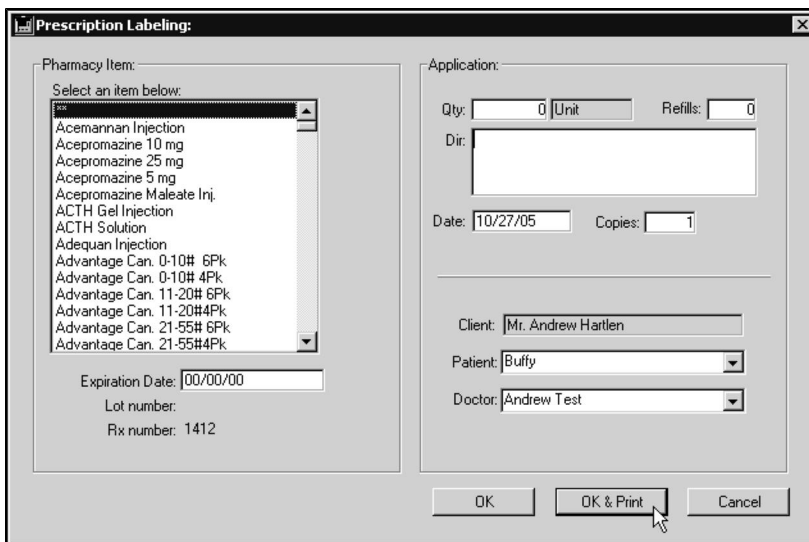 Prescription Labeling:
Pharmacy Item:
Select an item below:
**
Acemannan Injection
Acepromazine 10 mg
Acepromazine 25 mg
Acepromazine 5 mg
Acepromazine Maleate Inj.
ACTH Gel Injection
ACTH Solution
Adequan Injection
Advantage Can. 0-10#  6Pk
Advantage Can. 0-10# 4Pk
Advantage Can. 11-20# 6Pk
Advantage Can. 11-20#4Pk
Advantage Can. 21-55# 6Pk
Advantage Can. 21-55#4Pk
Expiration Date: 00/00/00
Lot number:
Rx number: 1412
Application:
Qty: 0 Unit Refills: 0
Dir:
Date: 10/27/05 Copies: 1
Client: Mr. Andrew Hartlen
Patient: Buffy
Doctor: Andrew Test
OK OK & Print Cancel